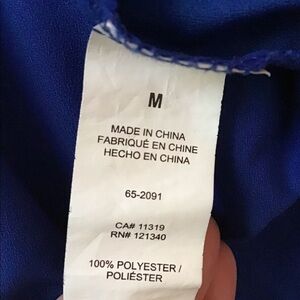 M
MADE IN CHINA
FABRIQUÉ EN CHINE
HECHO EN CHINA
65-2091
CA# 11319
RN# 121340
100% POLYESTER /
POLIÉSTER